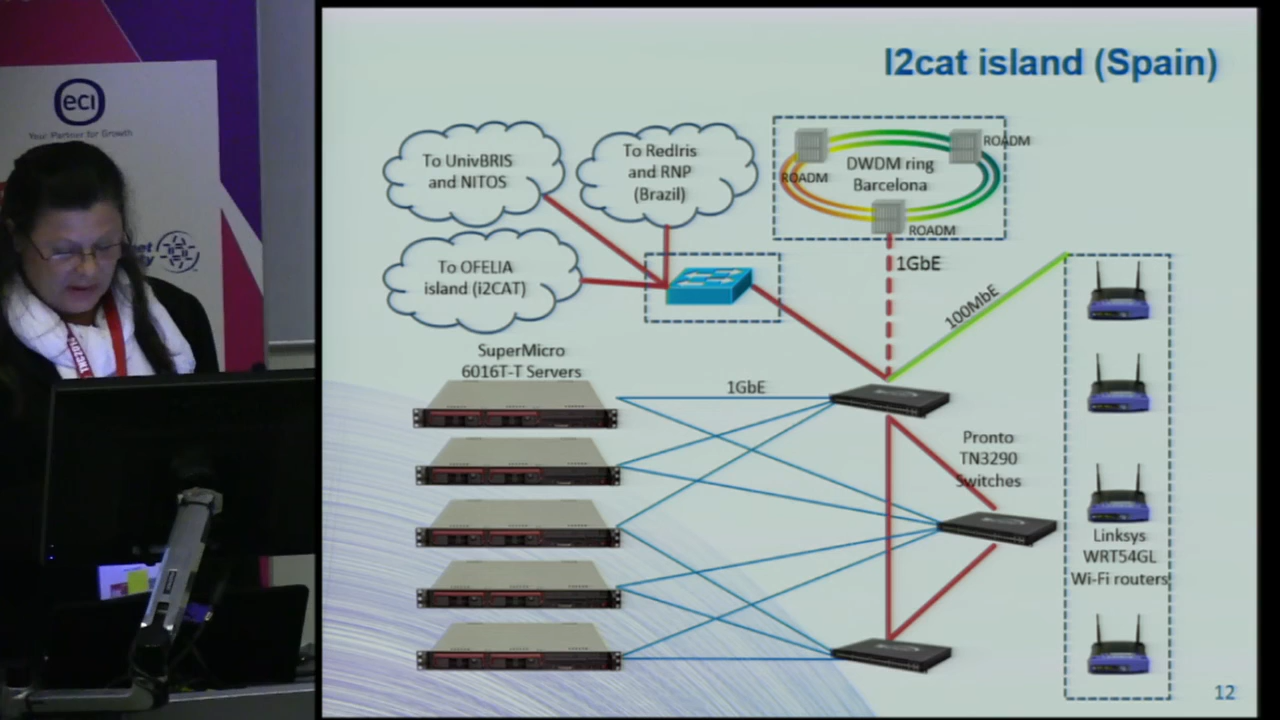 I2cat island (Spain)
eci
Your Partner for Growth
To UnivBRIS
and NITOS
To RedIris
and RNP
(Brazil)
DWDM ring
Barcelona
ROADM
ROADM
ROADM
To OFELIA
island (i2CAT)
1GbE
100MbE
SuperMicro
6016T-T Servers
1GbE
Pronto
TN3290
Switches
Linksys
WRT54GL
Wi-Fi routers
12